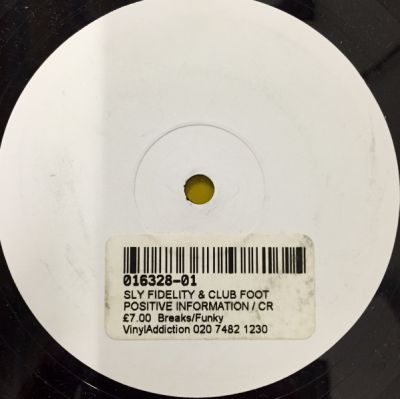 016328-01
SLY FIDELITY & CLUB FOOT
POSITIVE INFORMATION / CR
£7.00 Breaks/Funky
VinylAddiction 020 7482 1230